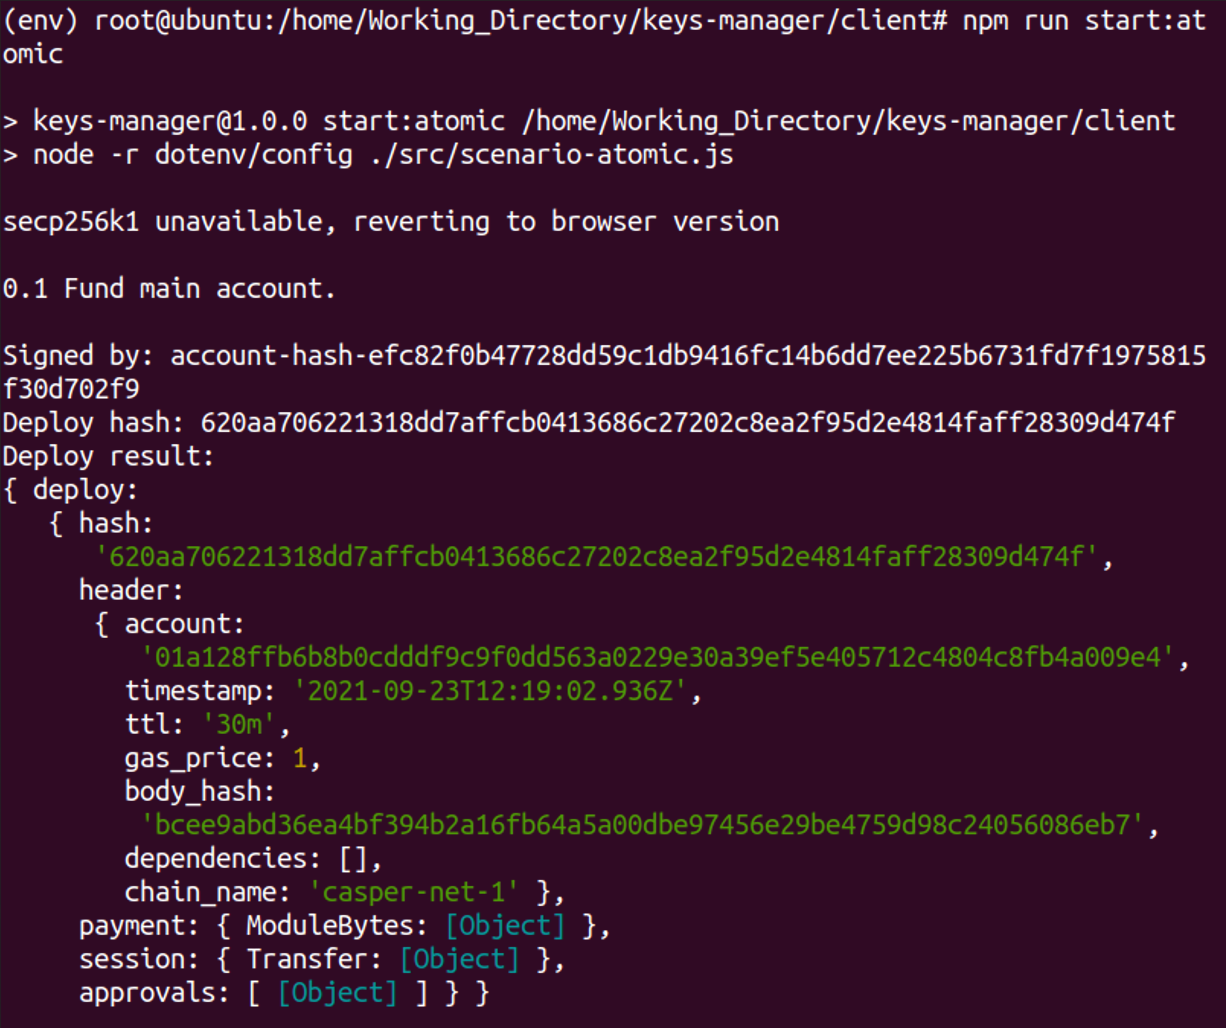 (env) root@ubuntu:/home/Working_Directory/keys-manager/client# npm run start:at
omic
> keys-manager@1.0.0 start:atomic /home/Working_Directory/keys-manager/client
> node -r dotenv/config ./src/scenario-atomic.js
secp256k1 unavailable, reverting to browser version
0.1 Fund main account.
Signed by: account-hash-efc82f0b47728dd59c1db9416fc14b6dd7ee225b6731fd7f1975815
f30d702f9
Deploy hash: 620aa706221318dd7affcb0413686c27202c8ea2f95d2e4814faff28309d474f
Deploy result:
{ deploy:
   { hash:
      '620aa706221318dd7affcb0413686c27202c8ea2f95d2e4814faff28309d474f',
     header:
      { account:
         '01a128ffb6b8b0cdddf9c9f0dd563a0229e30a39ef5e405712c4804c8fb4a009e4',
        timestamp: '2021-09-23T12:19:02.936Z',
        ttl: '30m',
        gas_price: 1,
        body_hash:
         'bcee9abd36ea4bf394b2a16fb64a5a00dbe97456e29be4759d98c24056086eb7',
        dependencies: [],
        chain_name: 'casper-net-1' },
     payment: { ModuleBytes: [Object] },
     session: { Transfer: [Object] },
     approvals: [ [Object] ] } }